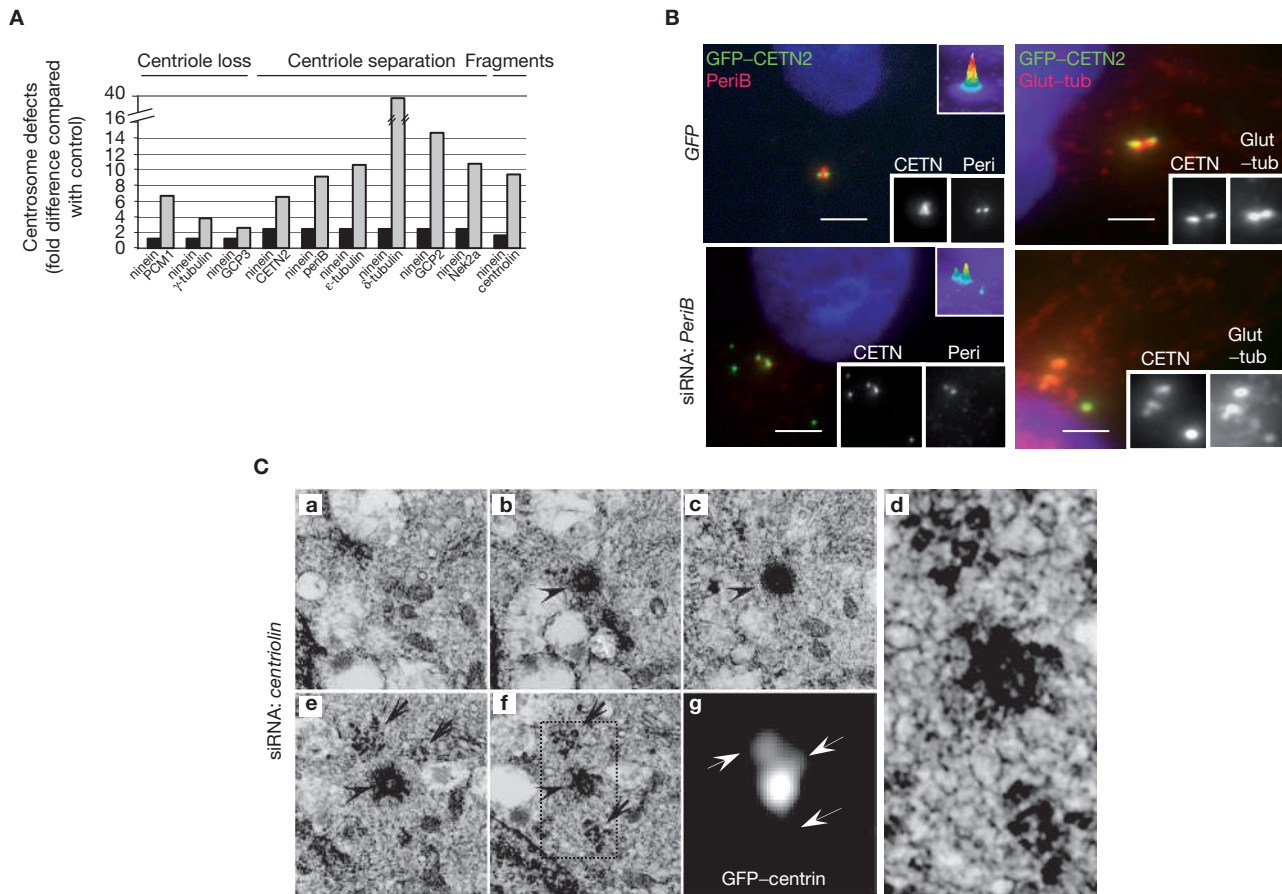 A
Centriole loss Centriole separation Fragments
Centrosome defects
(fold difference compared
with control)
40
16
14
12
10
8
6
4
2
0
ninein
PCM1
ninein
γ-tubulin
ninein
GCP3
ninein
CETN2
ninein
periB
ninein
ε-tubulin
ninein
δ-tubulin
ninein
GCP2
ninein
Nek2a
ninein
centriolin
B
GFP
GFP–CETN2
PeriB
CETN Peri
GFP–CETN2
Glut-tub
CETN Glut
–tub
siRNA: PeriB
CETN Peri
CETN Glut
–tub
C
siRNA: centriolin
a b c d
e f g
GFP–centrin